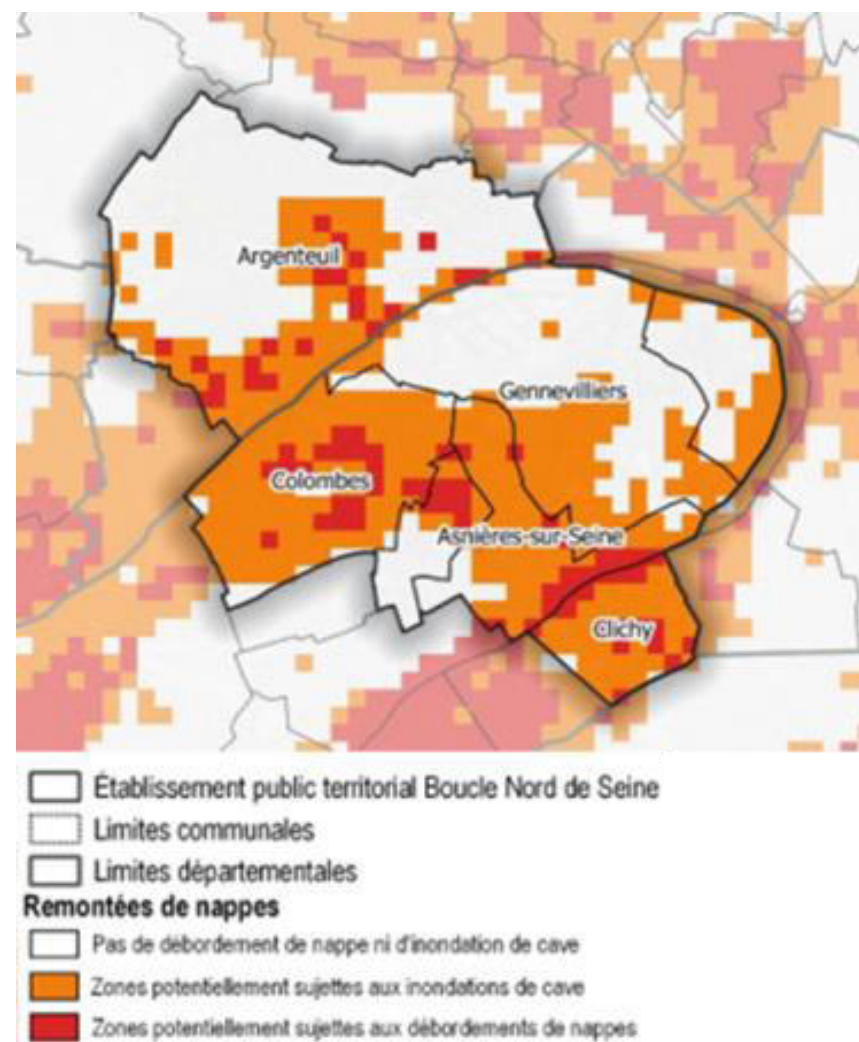 Argenteuil
Gennevilliers
Colombes
Asnières-sur-Seine
Clichy
Établissement public territorial Boucle Nord de Seine
Limites communales
Limites départementales
Remontées de nappes
Pas de débordement de nappe ni d'inondation de cave
Zones potentiellement sujettes aux inondations de cave
Zones potentiellement sujettes aux débordements de nappes